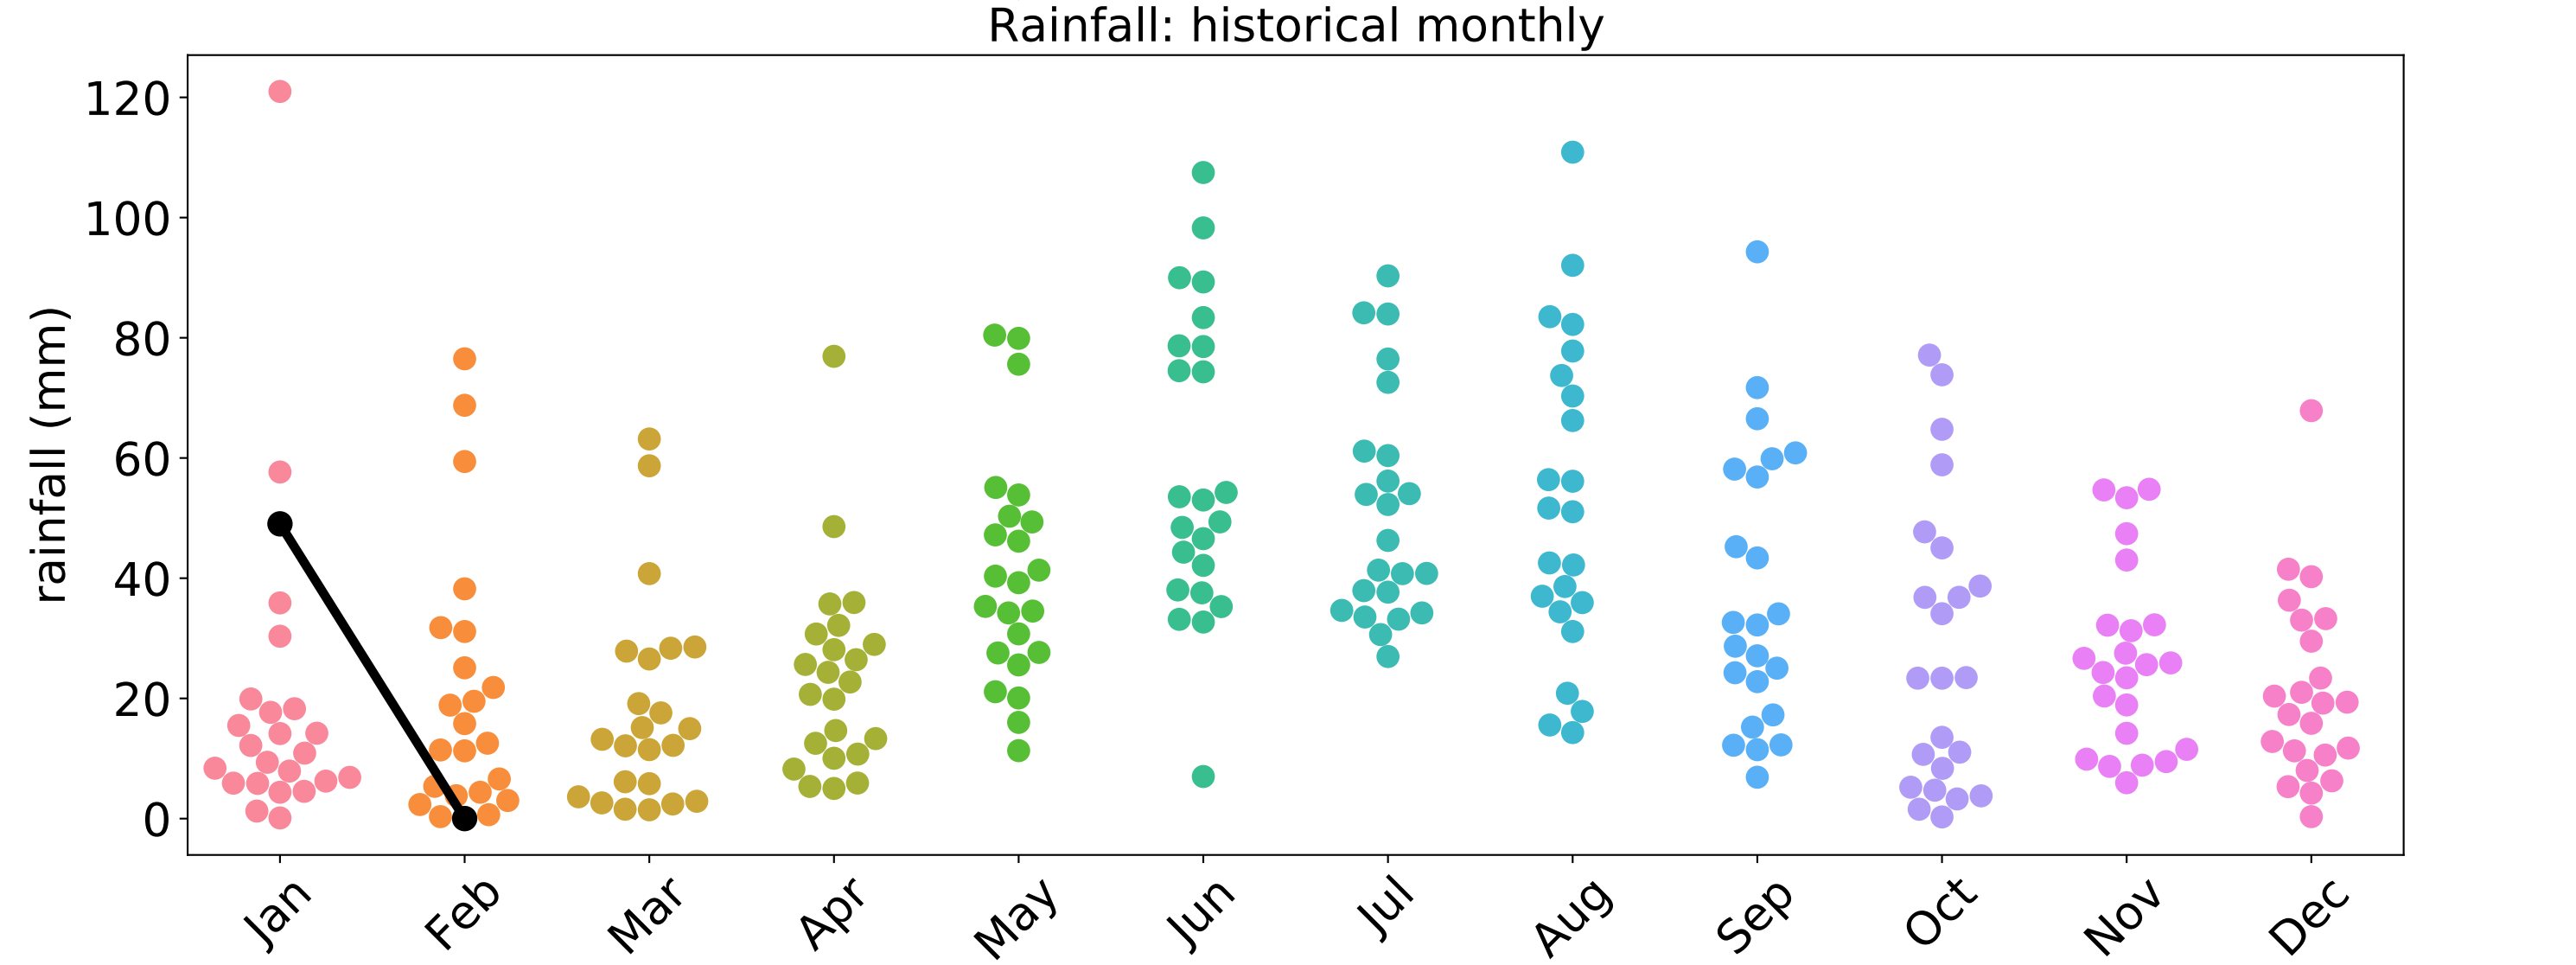 Rainfall: historical monthly
rainfall (mm)
120
100
80
60
40
20
0
Jan
Feb
Mar
Apr
May
Jun
Jul
Aug
Sep
Oct
Nov
Dec